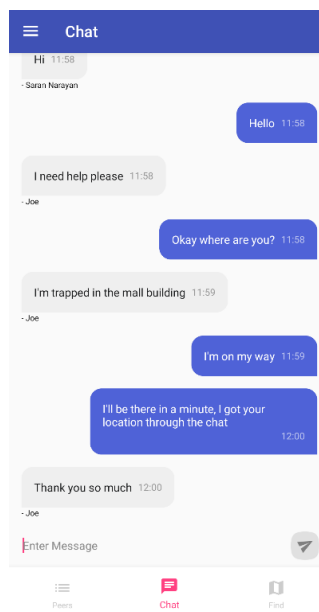 Chat
Hi 11:58
- Saran Narayan
Hello 11:58
I need help please 11:58
- Joe
Okay where are you? 11:58
I'm trapped in the mall building 11:59
- Joe
I'm on my way 11:59
I'll be there in a minute, I got your
location through the chat
12:00
Thank you so much 12:00
- Joe
Enter Message
Peers
Chat
Find